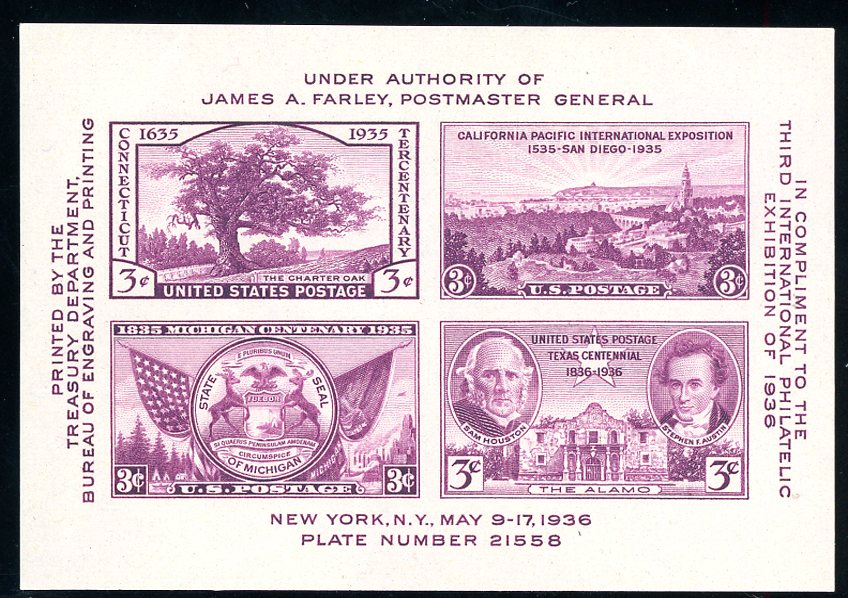 UNDER AUTHORITY OF
JAMES A. FARLEY, POSTMASTER GENERAL
PRINTED BY THE
TREASURY DEPARTMENT,
BUREAU OF ENGRAVING AND PRINTING
CONNECTICUT
1635
1935
TERCENTENARY
THE CHARTER OAK
3¢
3¢
UNITED STATES POSTAGE
CALIFORNIA PACIFIC INTERNATIONAL EXPOSITION
1535-SAN DIEGO-1935
3¢
3¢
U.S. POSTAGE
1835 MICHIGAN CENTENARY 1935
E PLURIBUS UNUM
STATE
SEAL
TUEBOR
SI QUAERIS PENINSULAM AMOENAM
CIRCUMSPICE
OF MICHIGAN
MICHIGAN
3¢
3¢
U.S. POSTAGE
UNITED STATES POSTAGE
TEXAS CENTENNIAL
1836-1936
SAM HOUSTON
STEPHEN F. AUSTIN
3¢
3¢
THE ALAMO
IN COMPLIMENT TO THE
THIRD INTERNATIONAL PHILATELIC
EXHIBITION OF 1936
NEW YORK, N.Y., MAY 9-17, 1936
PLATE NUMBER 21558